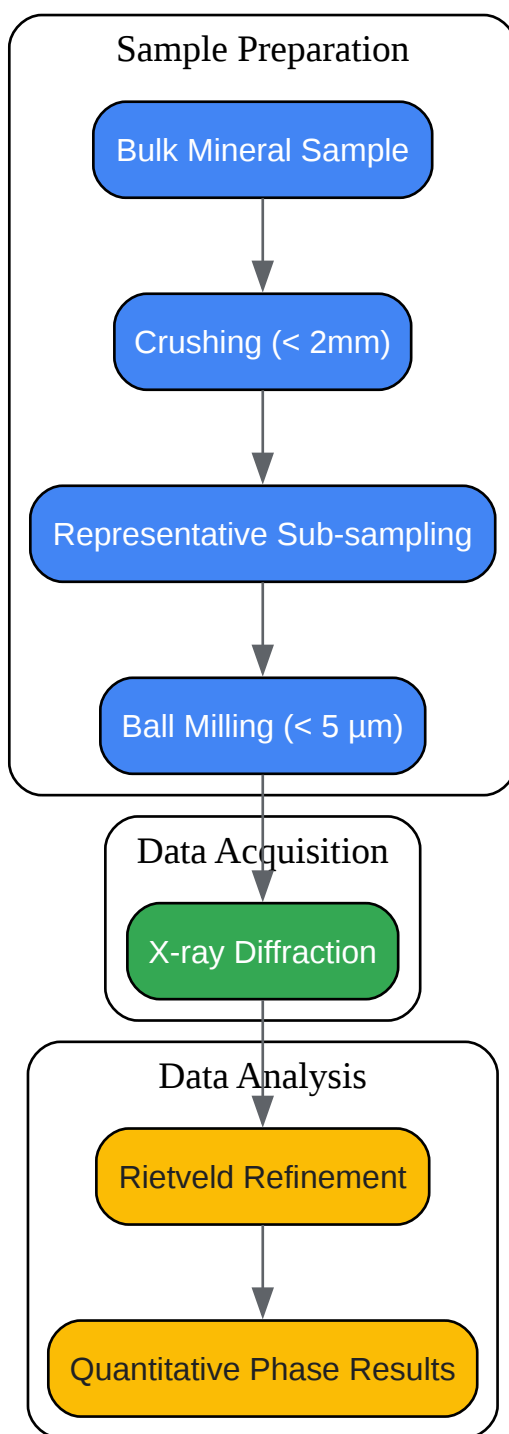 Sample Preparation
Bulk Mineral Sample
Crushing (< 2mm)
Representative Sub-sampling
Ball Milling (< 5 µm)
Data Acquisition
X-ray Diffraction
Data Analysis
Rietveld Refinement
Quantitative Phase Results